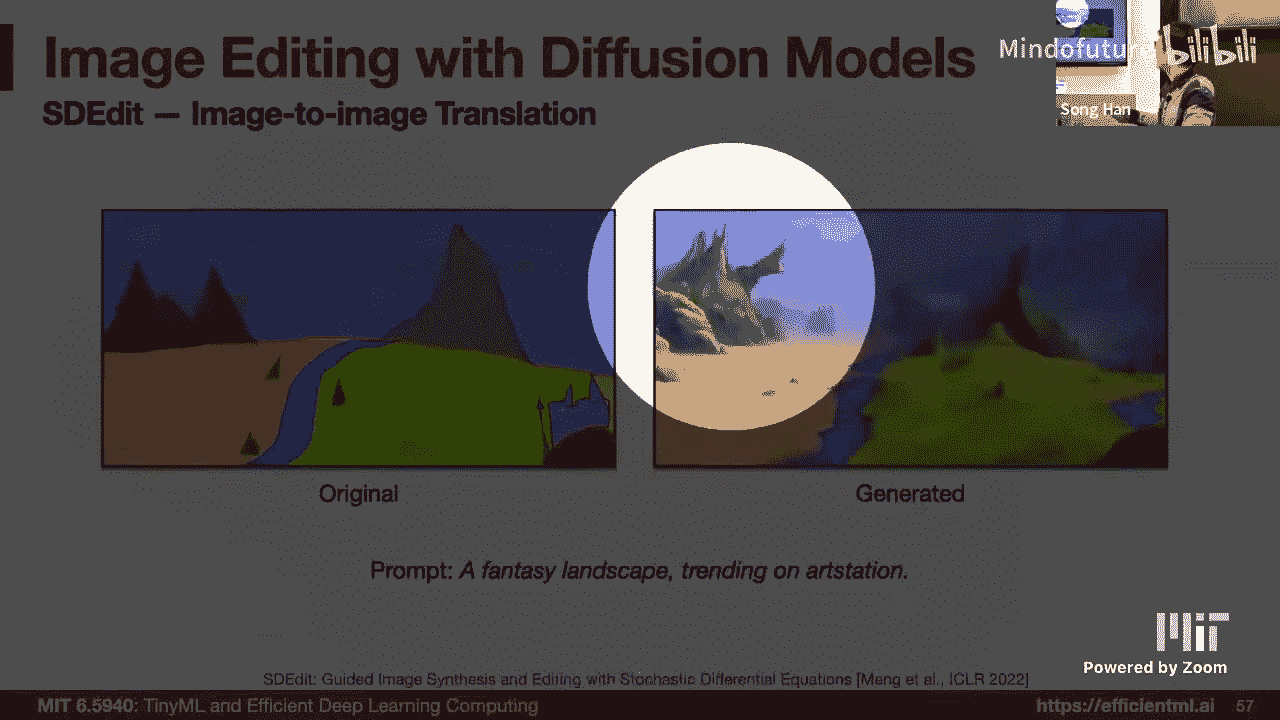 Image Editing with Diffusion Models
SDEdit — Image-to-image Translation
Mindofuture bilibili
Song Han
Original
Generated
Prompt: A fantasy landscape, trending on artstation.
MIT
Powered by Zoom
SDEdit: Guided Image Synthesis and Editing with Stochastic Differential Equations [Meng et al., ICLR 2022]
MIT 6.5940: TinyML and Efficient Deep Learning Computing
https://efficientml.ai
57